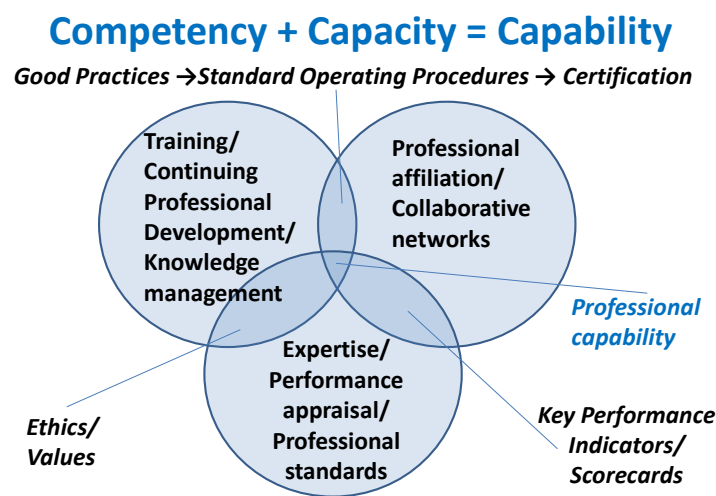 Competency + Capacity = Capability
Good Practices →Standard Operating Procedures → Certification
Training/
Continuing
Professional
Development/
Knowledge
management
Professional
affiliation/
Collaborative
networks
Professional
capability
Expertise/
Performance
appraisal/
Professional
standards
Ethics/
Values
Key Performance
Indicators/
Scorecards